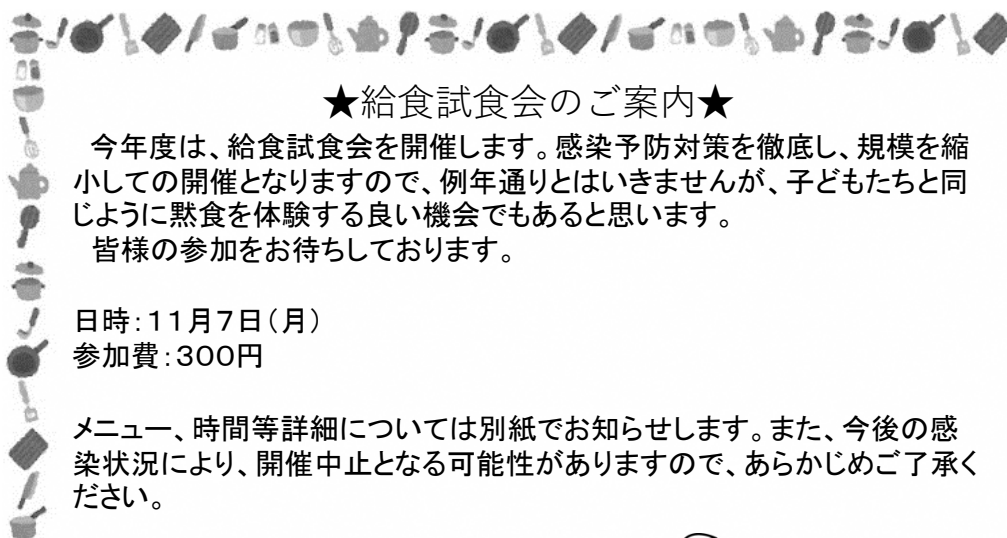 ★給食試食会のご案内★
今年度は、給食試食会を開催します。感染予防対策を徹底し、規模を縮
小しての開催となりますので、例年通りとはいきませんが、子どもたちと同
じように黙食を体験する良い機会でもあると思います。
皆様の参加をお待ちしております。
日時:11月7日(月)
参加費:300円
メニュー、時間等詳細については別紙でお知らせします。また、今後の感
染状況により、開催中止となる可能性がありますので、あらかじめご了承く
ださい。